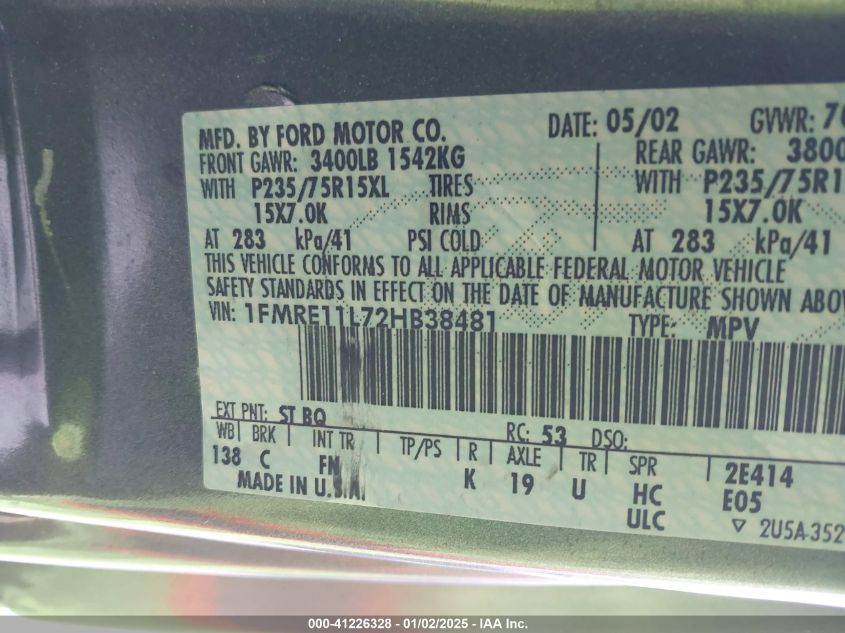 MFD. BY FORD MOTOR CO. DATE: 05/02 GVWR:
FRONT GAWR: 3400LB 1542KG REAR GAWR: 3800
WITH P235/75R15XL TIRES WITH P235/75R1
15X7.0K RIMS 15X7.0K
AT 283 kPa/41 PSI COLD AT 283 kPa/41
THIS VEHICLE CONFORMS TO ALL APPLICABLE FEDERAL MOTOR VEHICLE
SAFETY STANDARDS IN EFFECT ON THE DATE OF MANUFACTURE SHOWN ABO
VIN: 1FMRE11L72HB38481 TYPE: MPV
EXT PNT: ST BQ RC: 53 DSO:
WB BRK INT TR TP/PS R AXLE TR SPR 2E414
138 C FN K 19 U HC E05
MADE IN U.S.A. ULC 2U5A-352
000-41226328 - 01/02/2025 - IAA Inc.